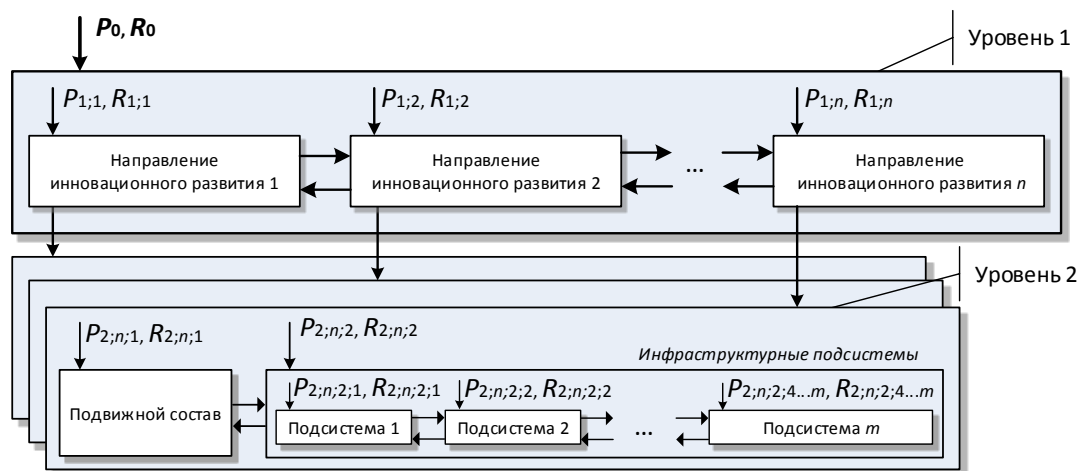 P0, R0
Уровень 1
P1;1, R1;1
P1;2, R1;2
P1;n, R1;n
Направление
инновационного развития 1
Направление
инновационного развития 2
...
Направление
инновационного развития n
Уровень 2
P2;n;1, R2;n;1
P2;n;2, R2;n;2
Инфраструктурные подсистемы
Подвижной состав
P2;n;2;1, R2;n;2;1
P2;n;2;2, R2;n;2;2
P2;n;2;4...m, R2;n;2;4...m
Подсистема 1
Подсистема 2
...
Подсистема m